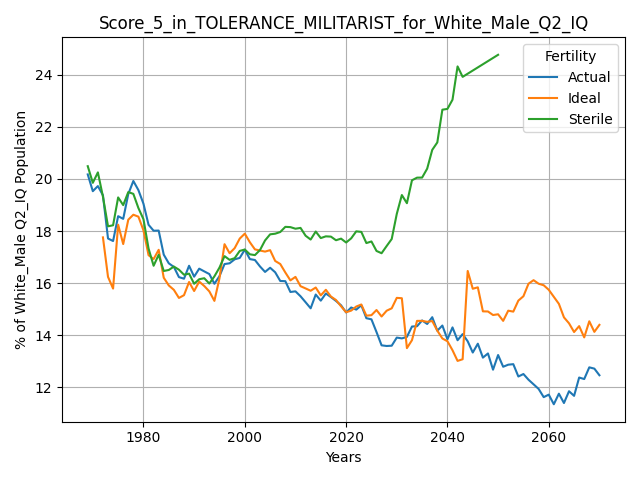 Score_5_in_TOLERANCE_MILITARIST_for_White_Male_Q2_IQ
% of White_Male Q2_IQ Population
24
22
20
18
16
14
12
Fertility
Actual
Ideal
Sterile
1980
2000
2020
2040
2060
Years